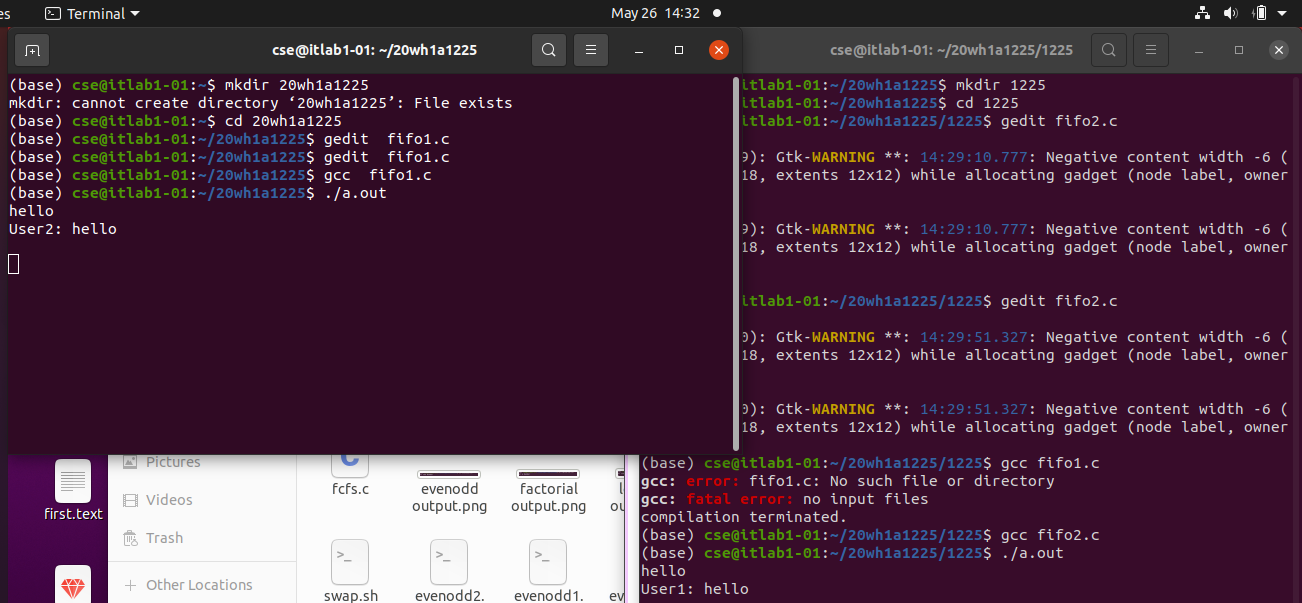 es Terminal May 26 14:32
cse@itlab1-01: ~/20wh1a1225
(base) cse@itlab1-01:~$ mkdir 20wh1a1225
mkdir: cannot create directory ‘20wh1a1225’: File exists
(base) cse@itlab1-01:~$ cd 20wh1a1225
(base) cse@itlab1-01:~/20wh1a1225$ gedit  fifo1.c
(base) cse@itlab1-01:~/20wh1a1225$ gedit  fifo1.c
(base) cse@itlab1-01:~/20wh1a1225$ gcc  fifo1.c
(base) cse@itlab1-01:~/20wh1a1225$ ./a.out
hello
User2: hello
cse@itlab1-01: ~/20wh1a1225/1225
itlab1-01:~/20wh1a1225$ mkdir 1225
itlab1-01:~/20wh1a1225$ cd 1225
itlab1-01:~/20wh1a1225/1225$ gedit fifo2.c
9): Gtk-WARNING **: 14:29:10.777: Negative content width -6 (
18, extents 12x12) while allocating gadget (node label, owner
9): Gtk-WARNING **: 14:29:10.777: Negative content width -6 (
18, extents 12x12) while allocating gadget (node label, owner
itlab1-01:~/20wh1a1225/1225$ gedit fifo2.c
0): Gtk-WARNING **: 14:29:51.327: Negative content width -6 (
18, extents 12x12) while allocating gadget (node label, owner
0): Gtk-WARNING **: 14:29:51.327: Negative content width -6 (
18, extents 12x12) while allocating gadget (node label, owner
(base) cse@itlab1-01:~/20wh1a1225/1225$ gcc fifo1.c
gcc: error: fifo1.c: No such file or directory
gcc: fatal error: no input files
compilation terminated.
(base) cse@itlab1-01:~/20wh1a1225/1225$ gcc fifo2.c
(base) cse@itlab1-01:~/20wh1a1225/1225$ ./a.out
hello
User1: hello
first.text
Pictures
Videos
Trash
Other Locations
fcfs.c
evenodd
output.png
factorial
output.png
swap.sh
evenodd2.
evenodd1.